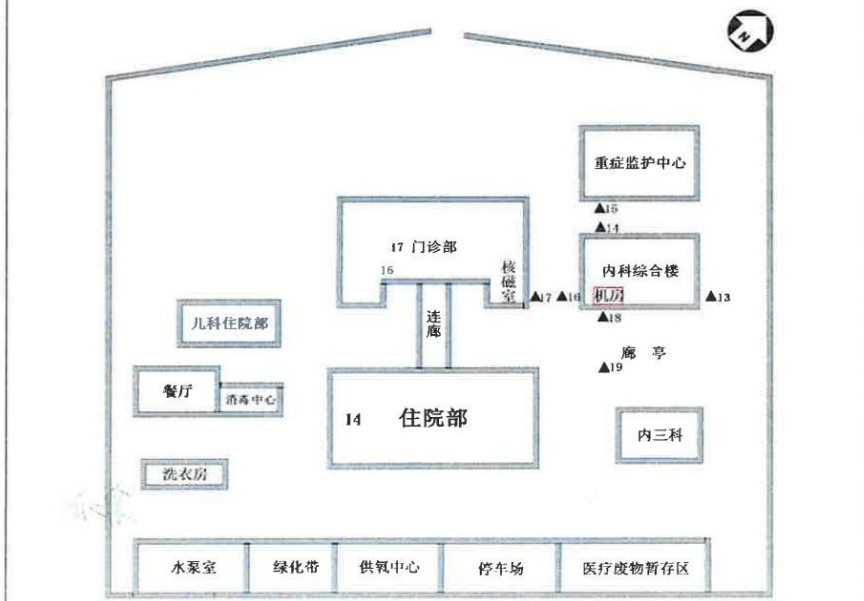 N
重症监护中心
▲15
▲14
17 门诊部
16
核磁室
内科综合楼
机房
▲17
▲16
▲13
▲18
连廊
儿科住院部
廊 亭
▲19
餐厅
消毒中心
14 住院部
内三科
洗衣房
水泵室
绿化带
供氧中心
停车场
医疗废物暂存区